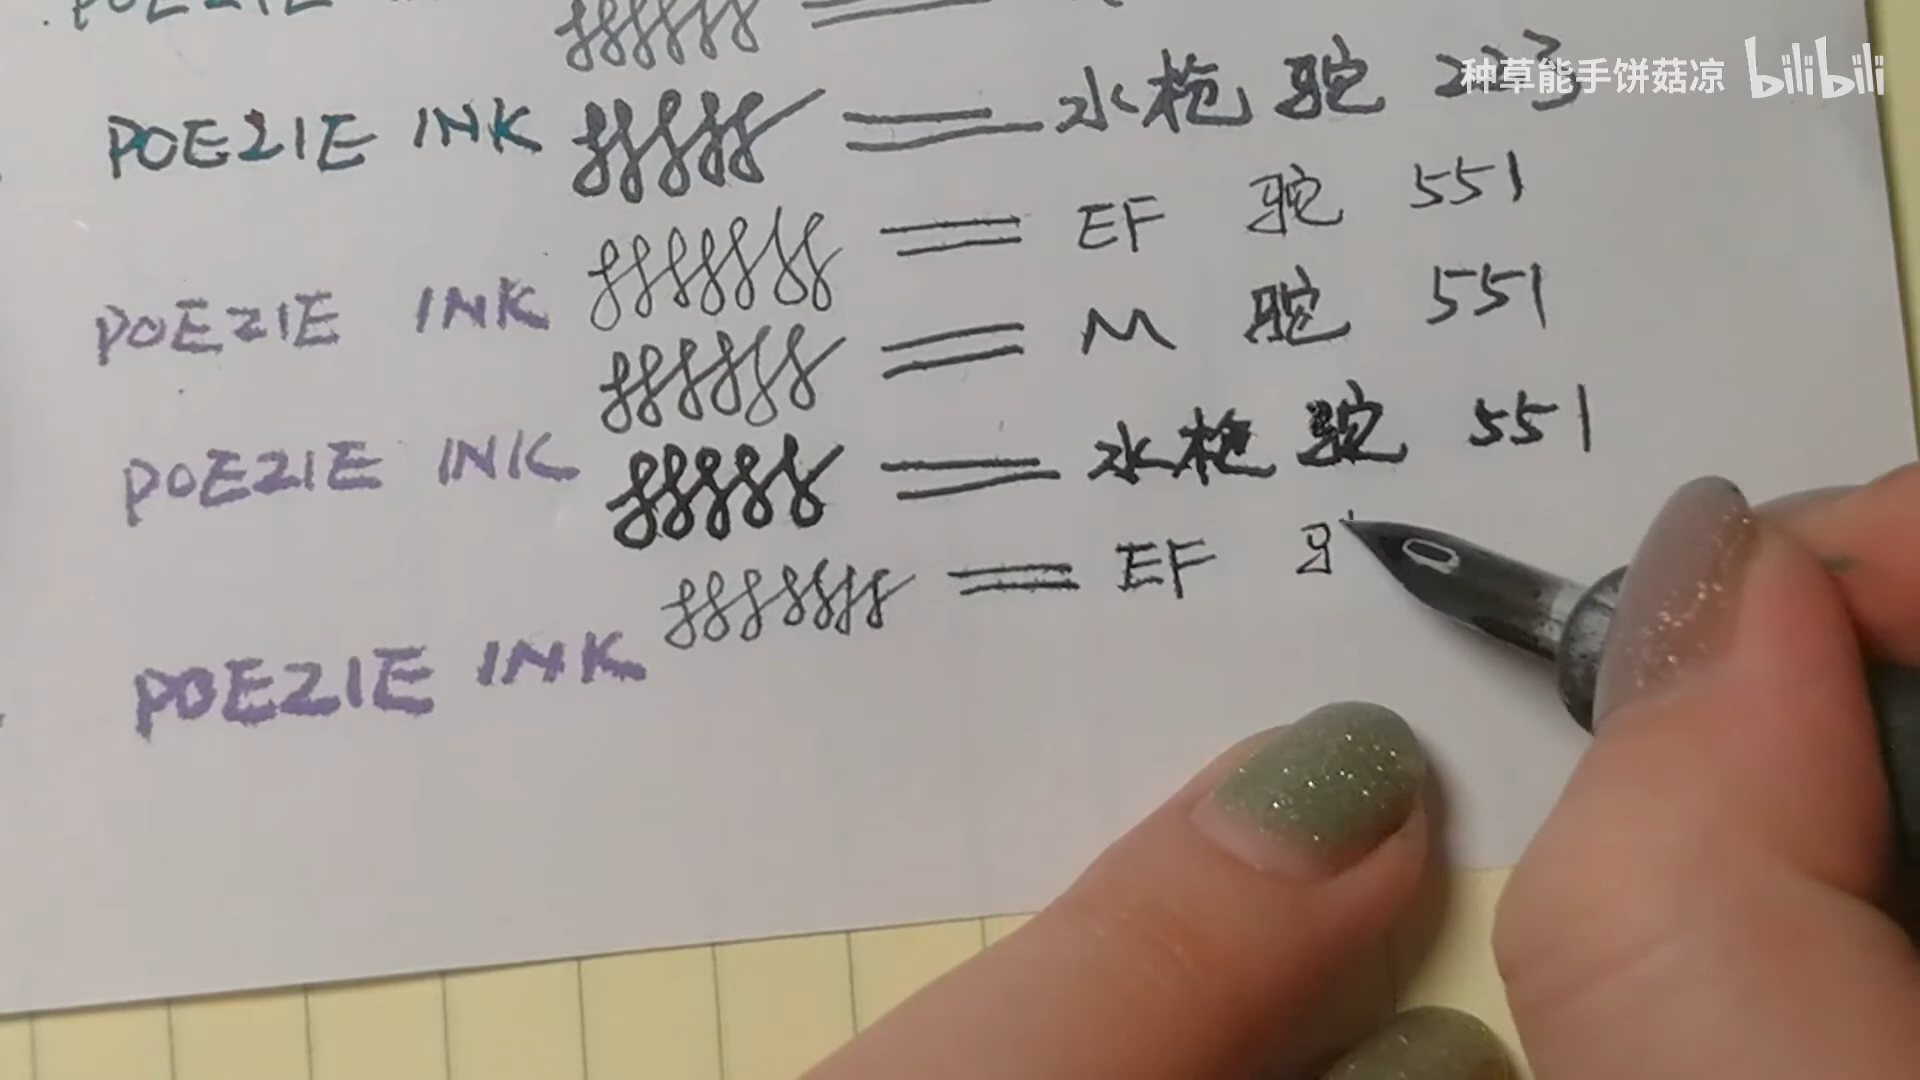 种草能手饼菇凉 bilibili
POEZIE INK 水枪 驼 223
EF 驼 551
POEZIE INK
M 驼 551
POEZIE INK 水枪 驼 551
EF
POEZIE INK